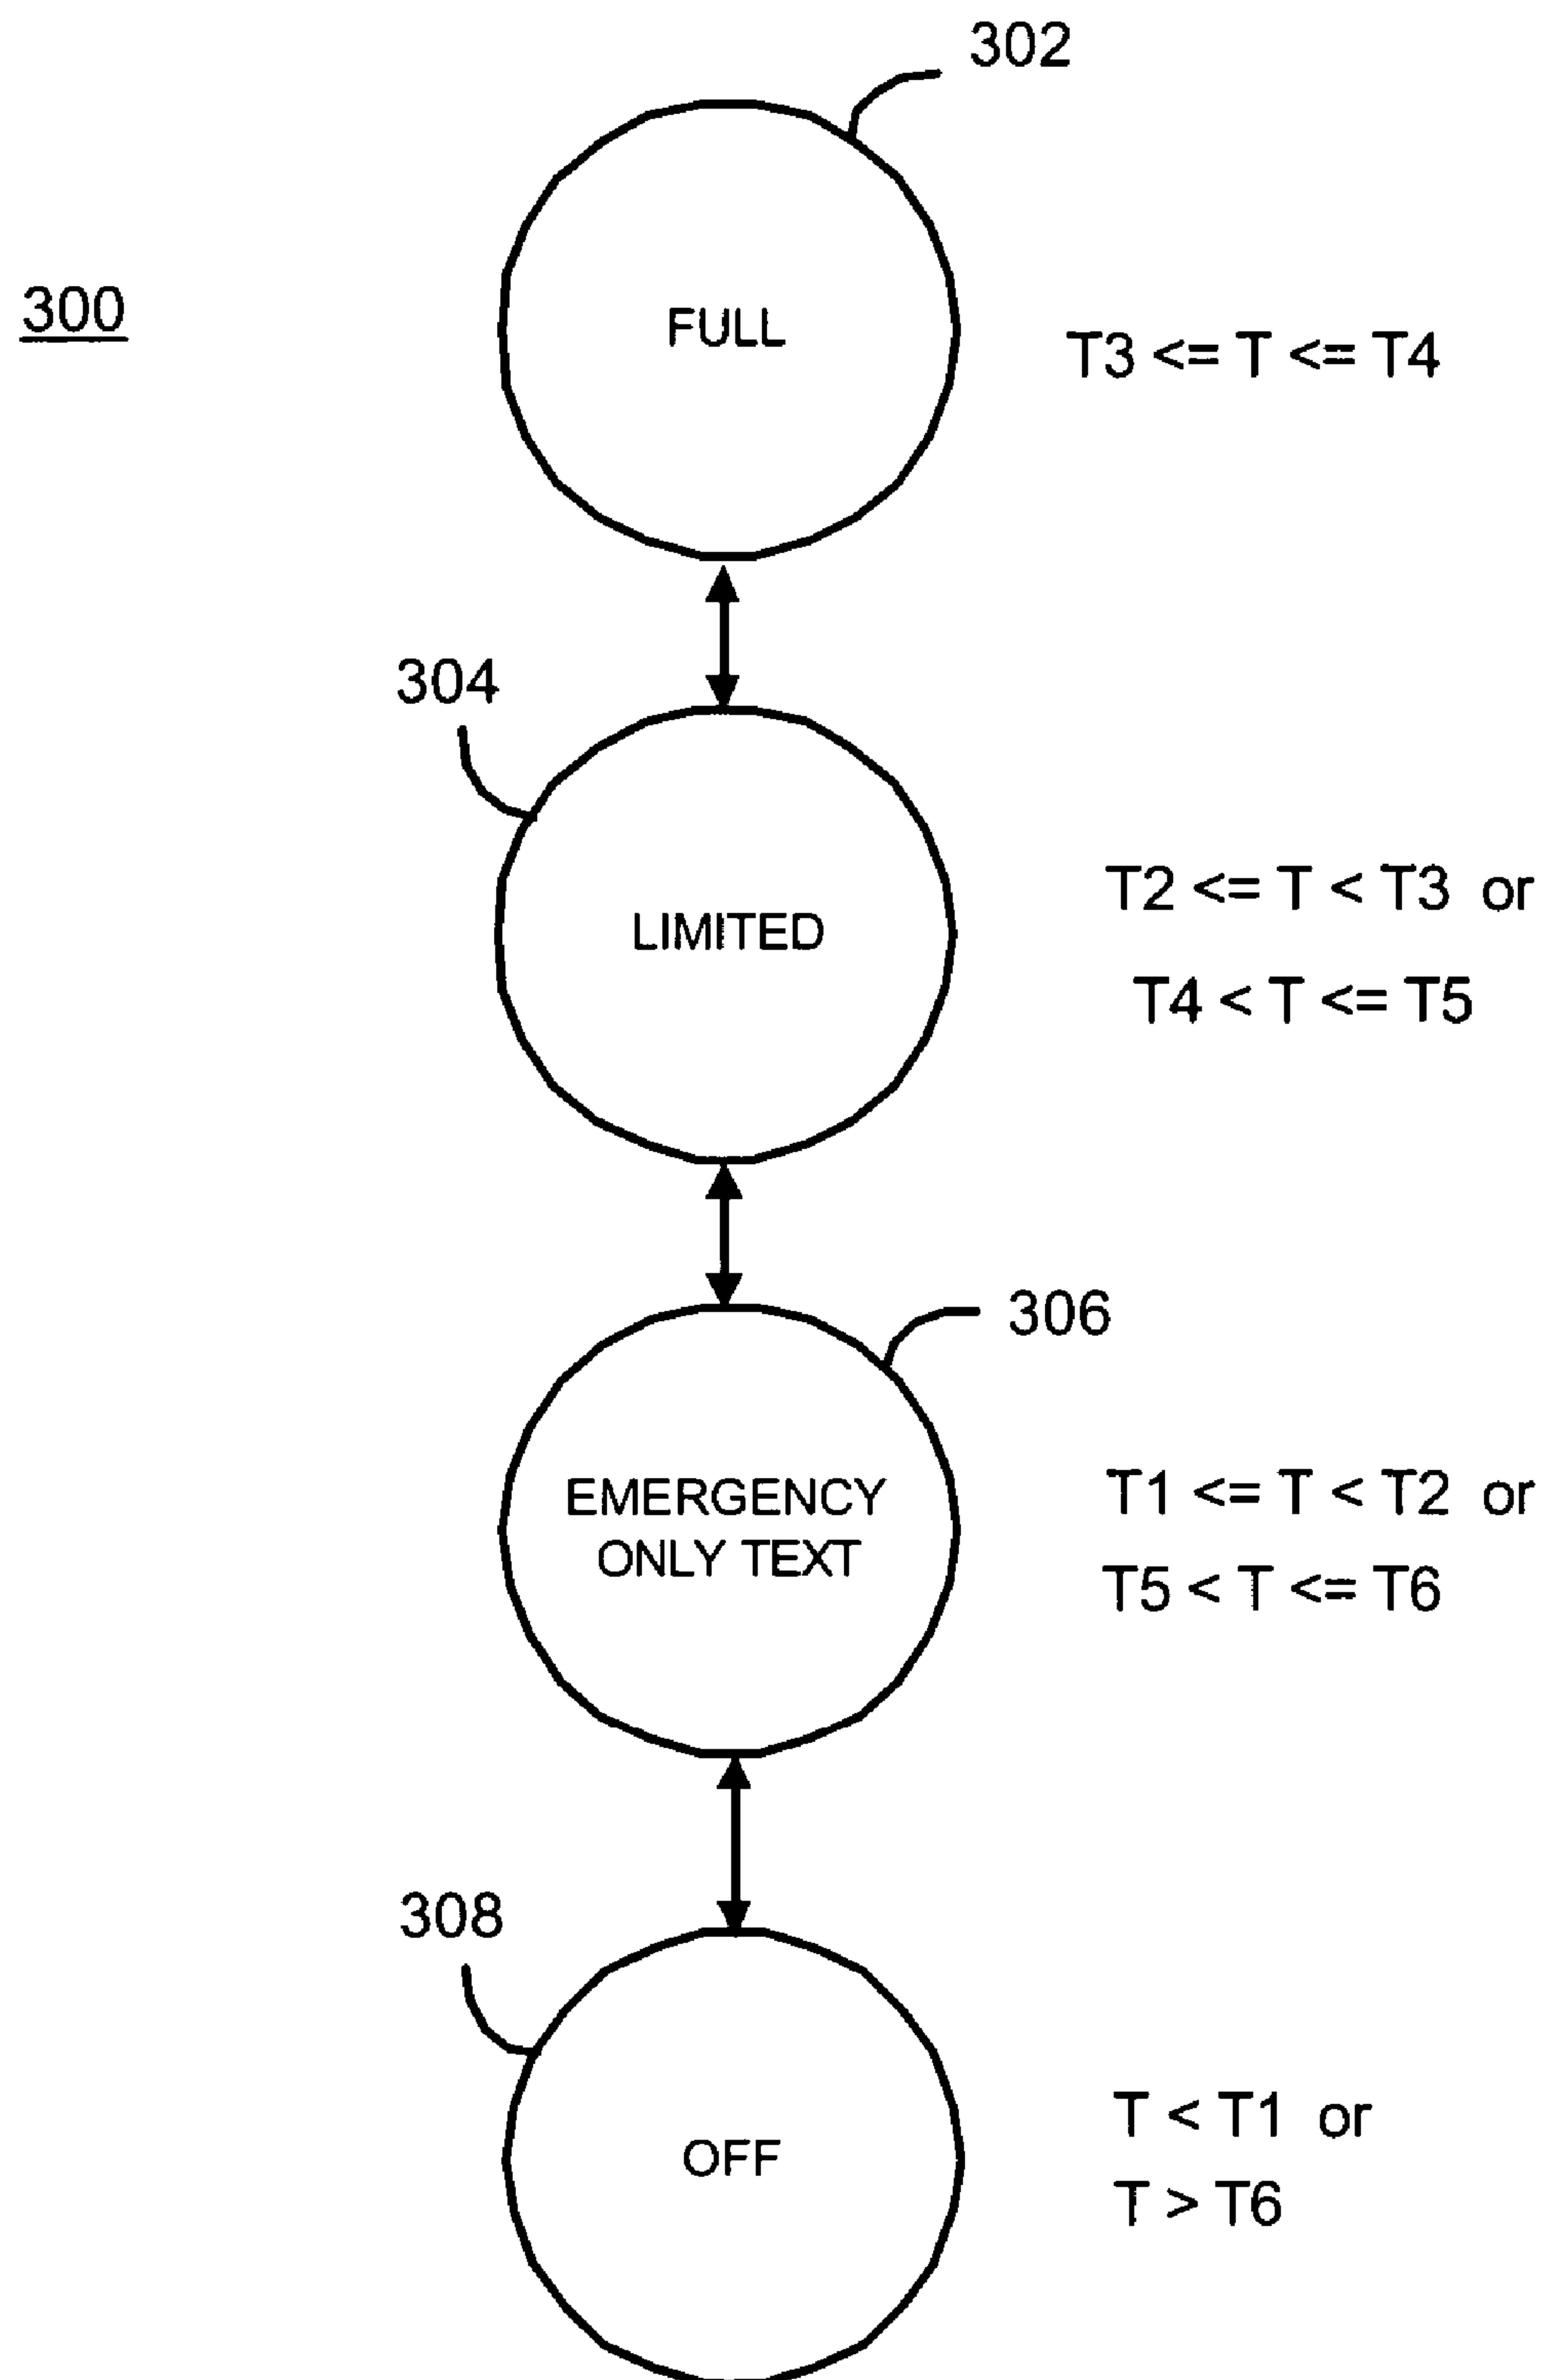 302
300
FULL
T3 <= T <= T4
304
T2 <= T < T3 or
LIMITED
T4 < T <= T5
306
EMERGENCY
ONLY TEXT
T1 <= T < T2 or
T5 < T <= T6
308
OFF
T < T1 or
T > T6